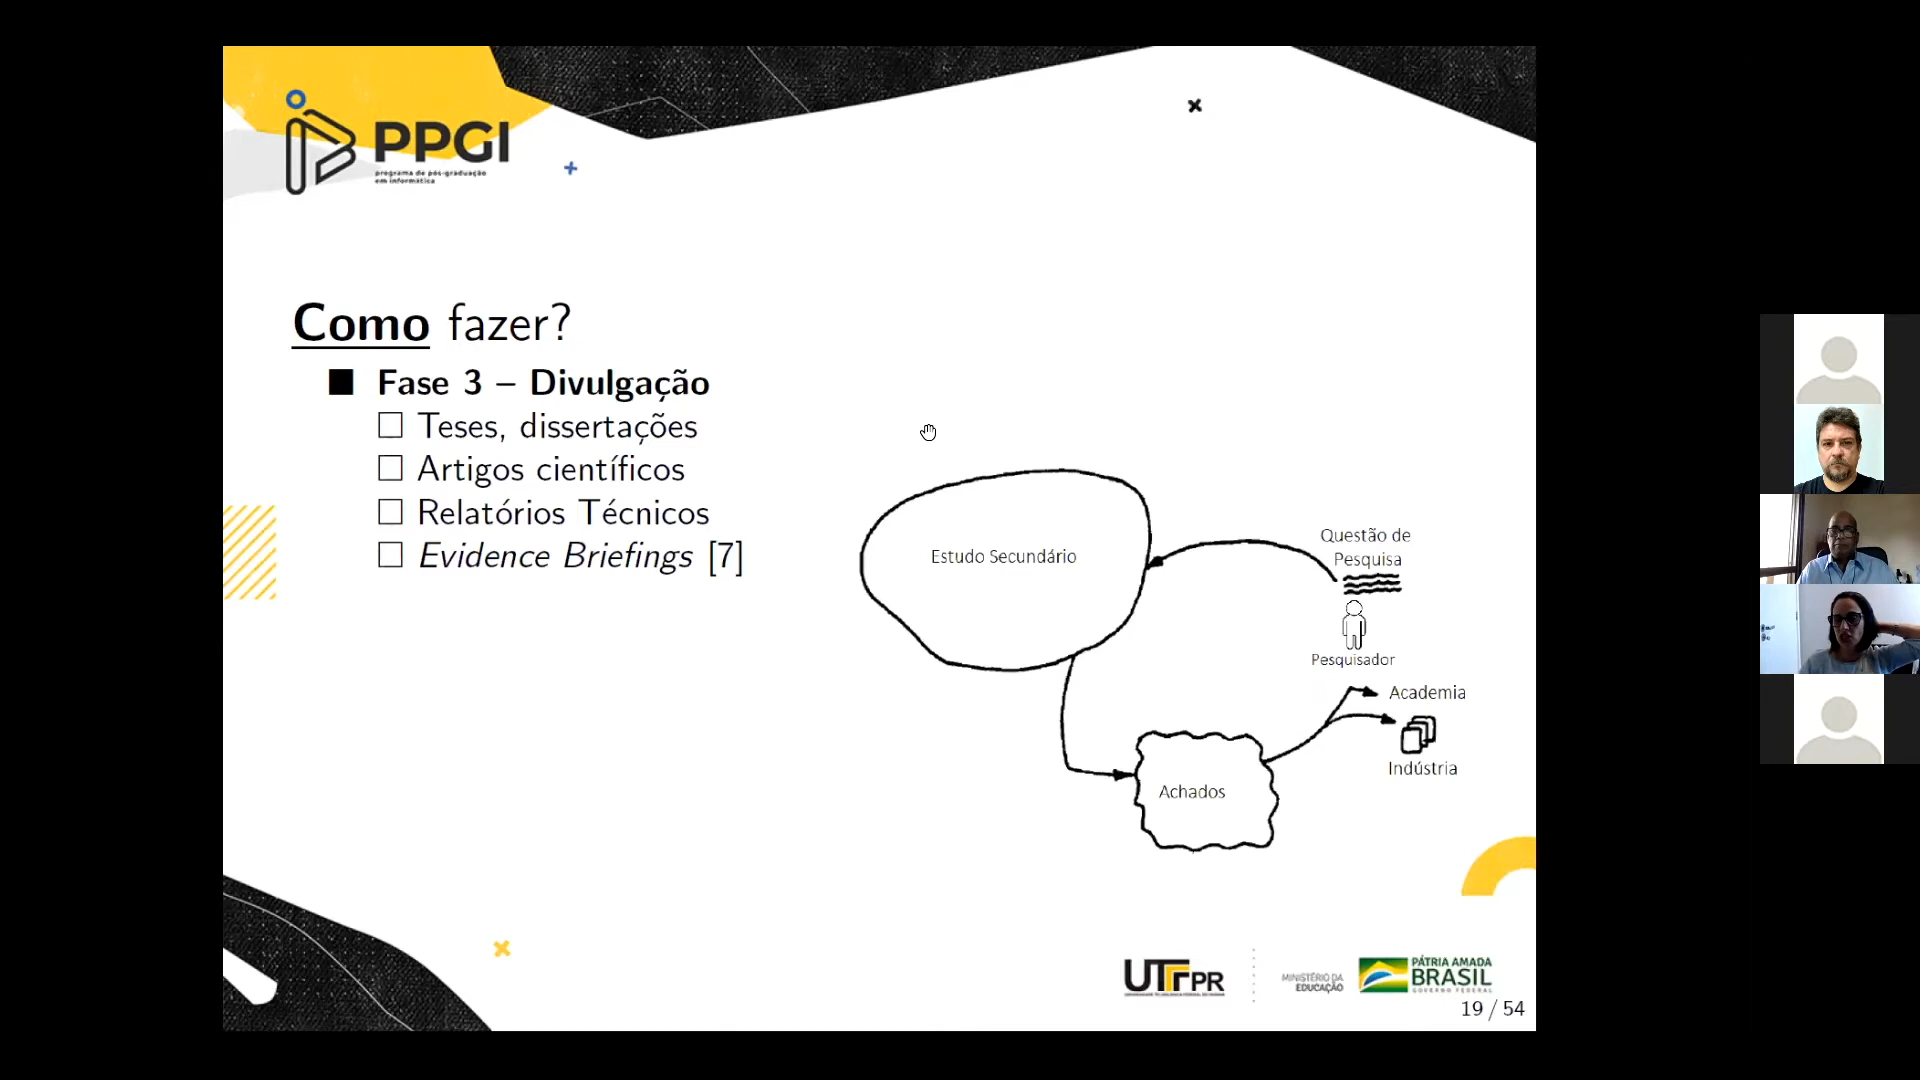 PPGI
programa de pós-graduação
em informática
Como fazer?
Fase 3 – Divulgação
Teses, dissertações
Artigos científicos
Relatórios Técnicos
Evidence Briefings [7]
Estudo Secundário
Questão de
Pesquisa
Pesquisador
Academia
Indústria
Achados
UTFPR
MINISTÉRIO DA
EDUCAÇÃO
PÁTRIA AMADA
BRASIL
GOVERNO FEDERAL
19 / 54